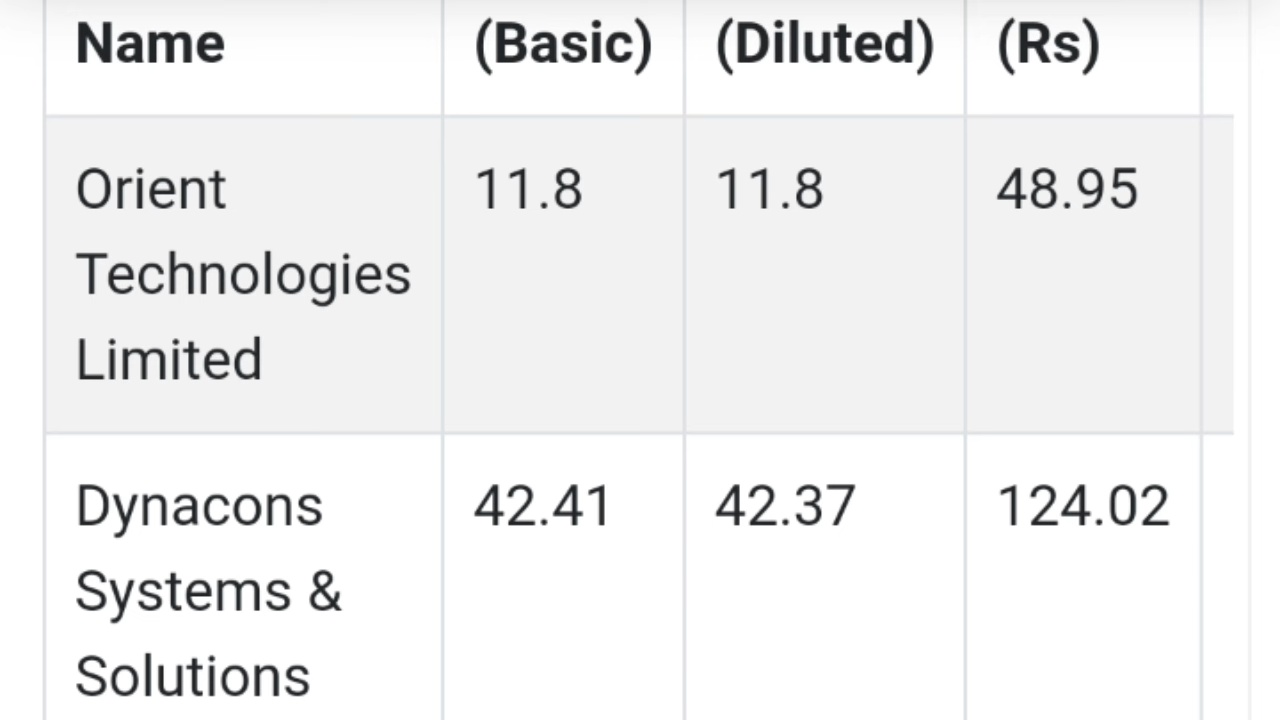 Name (Basic) (Diluted) (Rs)
Orient 11.8 11.8 48.95
Technologies
Limited
Dynacons 42.41 42.37 124.02
Systems &
Solutions